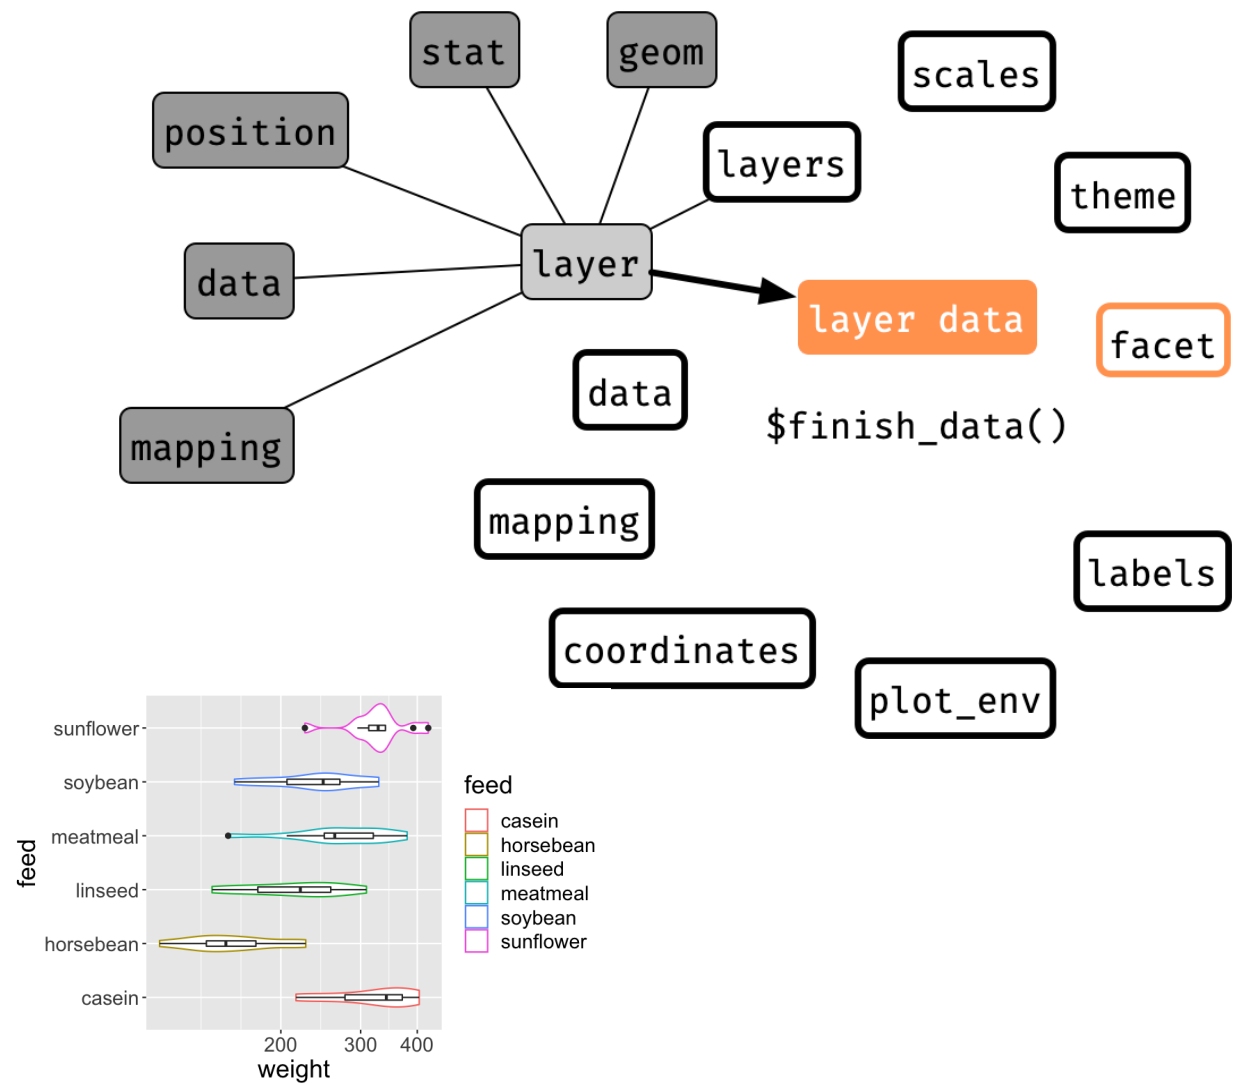 stat
geom
scales
position
layers
theme
layer
data
layer data
facet
data
$finish_data()
mapping
mapping
labels
coordinates
plot_env
sunflower
soybean
meatmeal
linseed
horsebean
casein
feed
200 300 400
weight
feed
casein
horsebean
linseed
meatmeal
soybean
sunflower